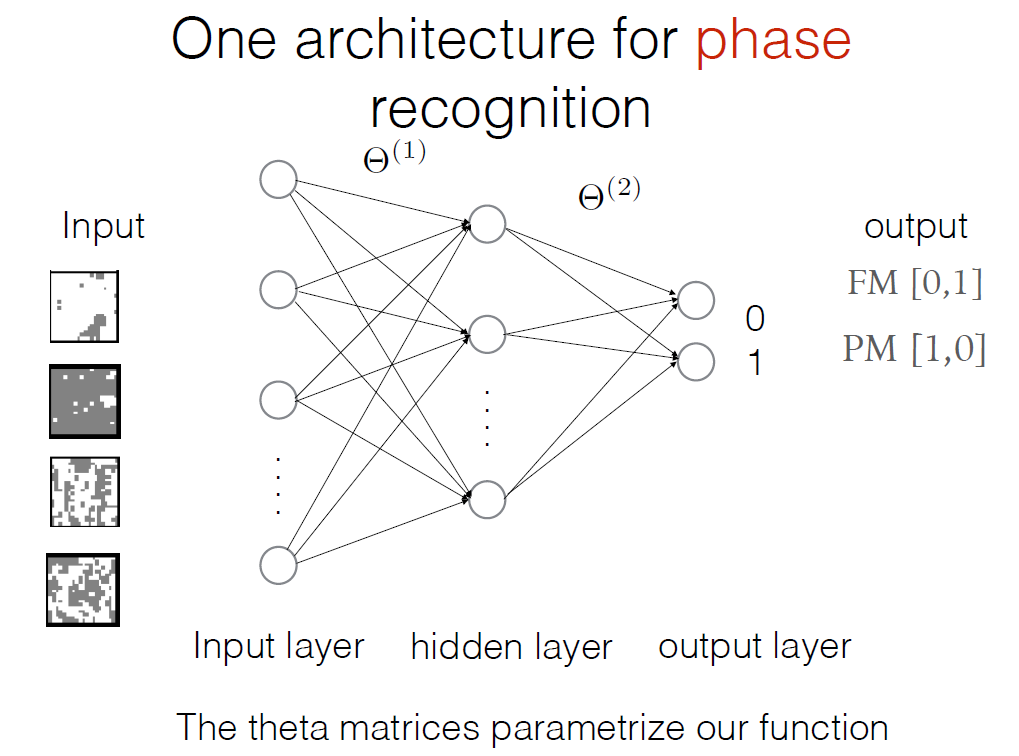 One architecture for phase
recognition
Θ(1)
Θ(2)
Input
output
FM [0,1]
PM [1,0]
0
1
Input layer
hidden layer
output layer
The theta matrices parametrize our function